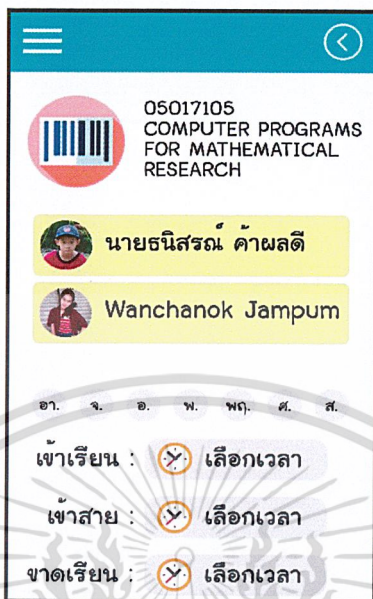 05017105
COMPUTER PROGRAMS
FOR MATHEMATICAL
RESEARCH
นายธนิสรณ์ ค้าผลดี
Wanchanok Jampum
อา. จ. อ. พ. พฤ. ศ. ส.
เข้าเรียน : เลือกเวลา
เข้าสาย : เลือกเวลา
ขาดเรียน : เลือกเวลา